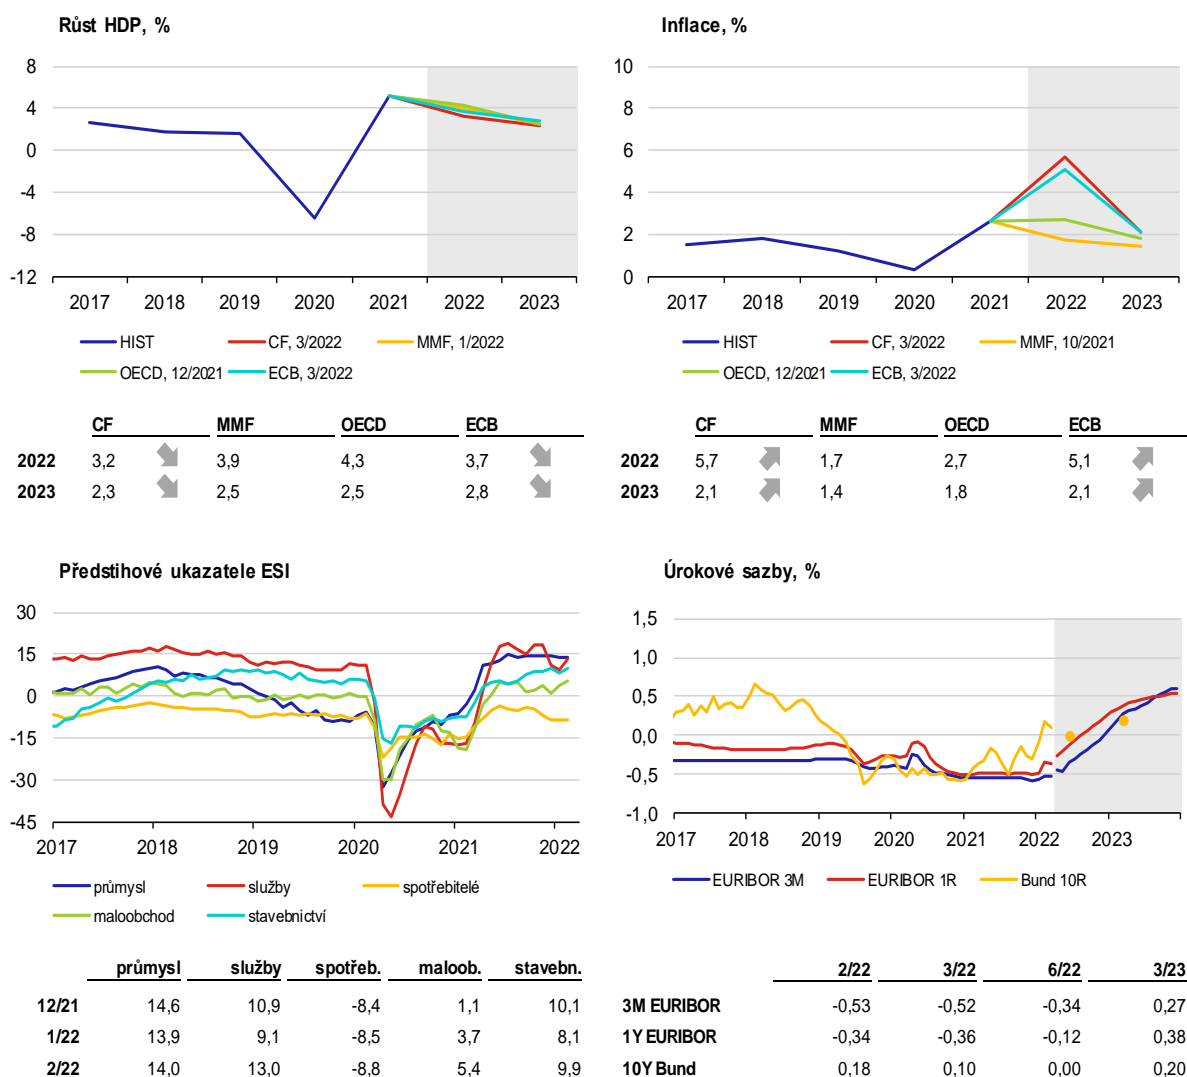 Růst HDP, %
8
4
0
-4
-8
-12
2017 2018 2019 2020 2021 2022 2023
HIST CF, 3/2022 MMF, 1/2022
OECD, 12/2021 ECB, 3/2022
CF MMF OECD ECB
2022 3,2 3,9 4,3 3,7
2023 2,3 2,5 2,5 2,8
Inflace, %
10
8
6
4
2
0
2017 2018 2019 2020 2021 2022 2023
HIST CF, 3/2022 MMF, 10/2021
OECD, 12/2021 ECB, 3/2022
CF MMF OECD ECB
2022 5,7 1,7 2,7 5,1
2023 2,1 1,4 1,8 2,1
Předstihové ukazatele ESI
30
15
0
-15
-30
-45
2017 2018 2019 2020 2021 2022
průmysl služby spotřebitelé
maloobchod stavebnictví
průmysl služby spotřeb. maloob. stavebn.
12/21 14,6 10,9 -8,4 1,1 10,1
1/22 13,9 9,1 -8,5 3,7 8,1
2/22 14,0 13,0 -8,8 5,4 9,9
Úrokové sazby, %
1,5
1,0
0,5
0,0
-0,5
-1,0
2017 2018 2019 2020 2021 2022 2023
EURIBOR 3M EURIBOR 1R Bund 10R
2/22 3/22 6/22 3/23
3M EURIBOR -0,53 -0,52 -0,34 0,27
1Y EURIBOR -0,34 -0,36 -0,12 0,38
10Y Bund 0,18 0,10 0,00 0,20